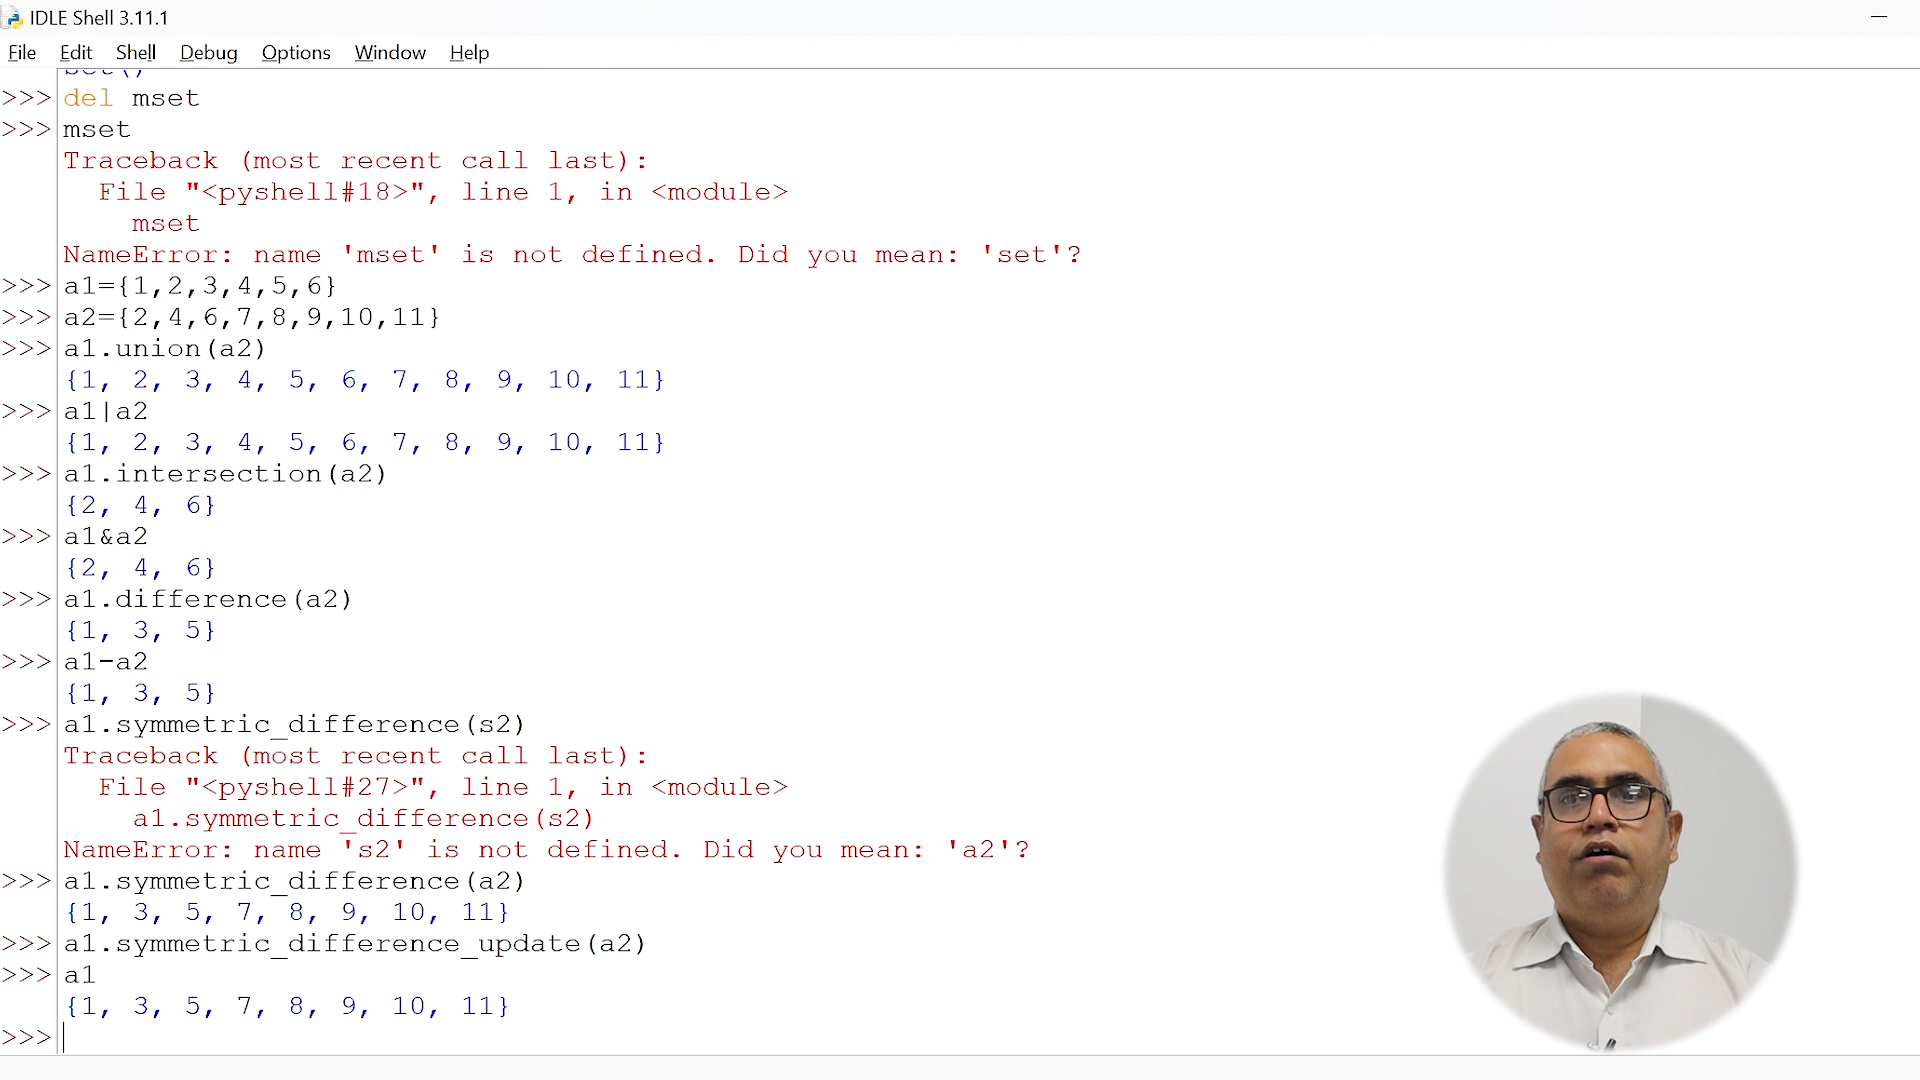 IDLE Shell 3.11.1
File Edit Shell Debug Options Window Help
set()
>>> del mset
>>> mset
Traceback (most recent call last):
  File "<pyshell#18>", line 1, in <module>
    mset
NameError: name 'mset' is not defined. Did you mean: 'set'?
>>> a1={1,2,3,4,5,6}
>>> a2={2,4,6,7,8,9,10,11}
>>> a1.union(a2)
{1, 2, 3, 4, 5, 6, 7, 8, 9, 10, 11}
>>> a1|a2
{1, 2, 3, 4, 5, 6, 7, 8, 9, 10, 11}
>>> a1.intersection(a2)
{2, 4, 6}
>>> a1&a2
{2, 4, 6}
>>> a1.difference(a2)
{1, 3, 5}
>>> a1-a2
{1, 3, 5}
>>> a1.symmetric_difference(s2)
Traceback (most recent call last):
  File "<pyshell#27>", line 1, in <module>
    a1.symmetric_difference(s2)
NameError: name 's2' is not defined. Did you mean: 'a2'?
>>> a1.symmetric_difference(a2)
{1, 3, 5, 7, 8, 9, 10, 11}
>>> a1.symmetric_difference_update(a2)
>>> a1
{1, 3, 5, 7, 8, 9, 10, 11}
>>>